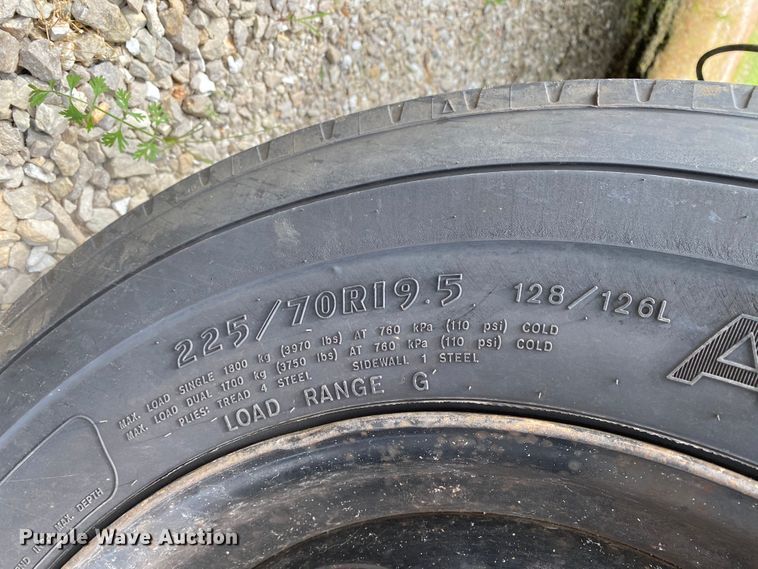 225/70R19.5 128/126L
MAX. LOAD SINGLE 1800 kg (3970 lbs) AT 760 kPa (110 psi) COLD
MAX. LOAD DUAL 1700 kg (3750 lbs) AT 760 kPa (110 psi) COLD
PLIES: TREAD 4 STEEL SIDEWALL 1 STEEL
LOAD RANGE G
A
MAX. DEPTH
Purple Wave Auction